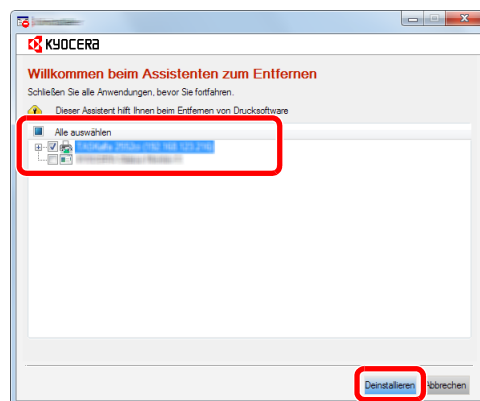 KYOCERA
Willkommen beim Assistenten zum Entfernen
Schließen Sie alle Anwendungen, bevor Sie fortfahren.
Dieser Assistent hilft Ihnen beim Entfernen von Drucksoftware
Alle auswählen
Deinstallieren
Abbrechen